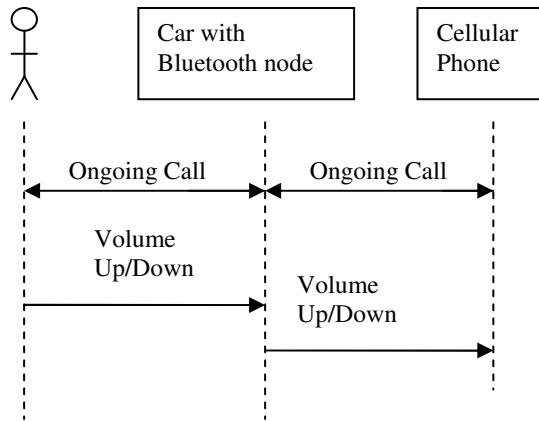 Car with
Bluetooth node
Cellular
Phone
Ongoing Call
Ongoing Call
Volume
Up/Down
Volume
Up/Down